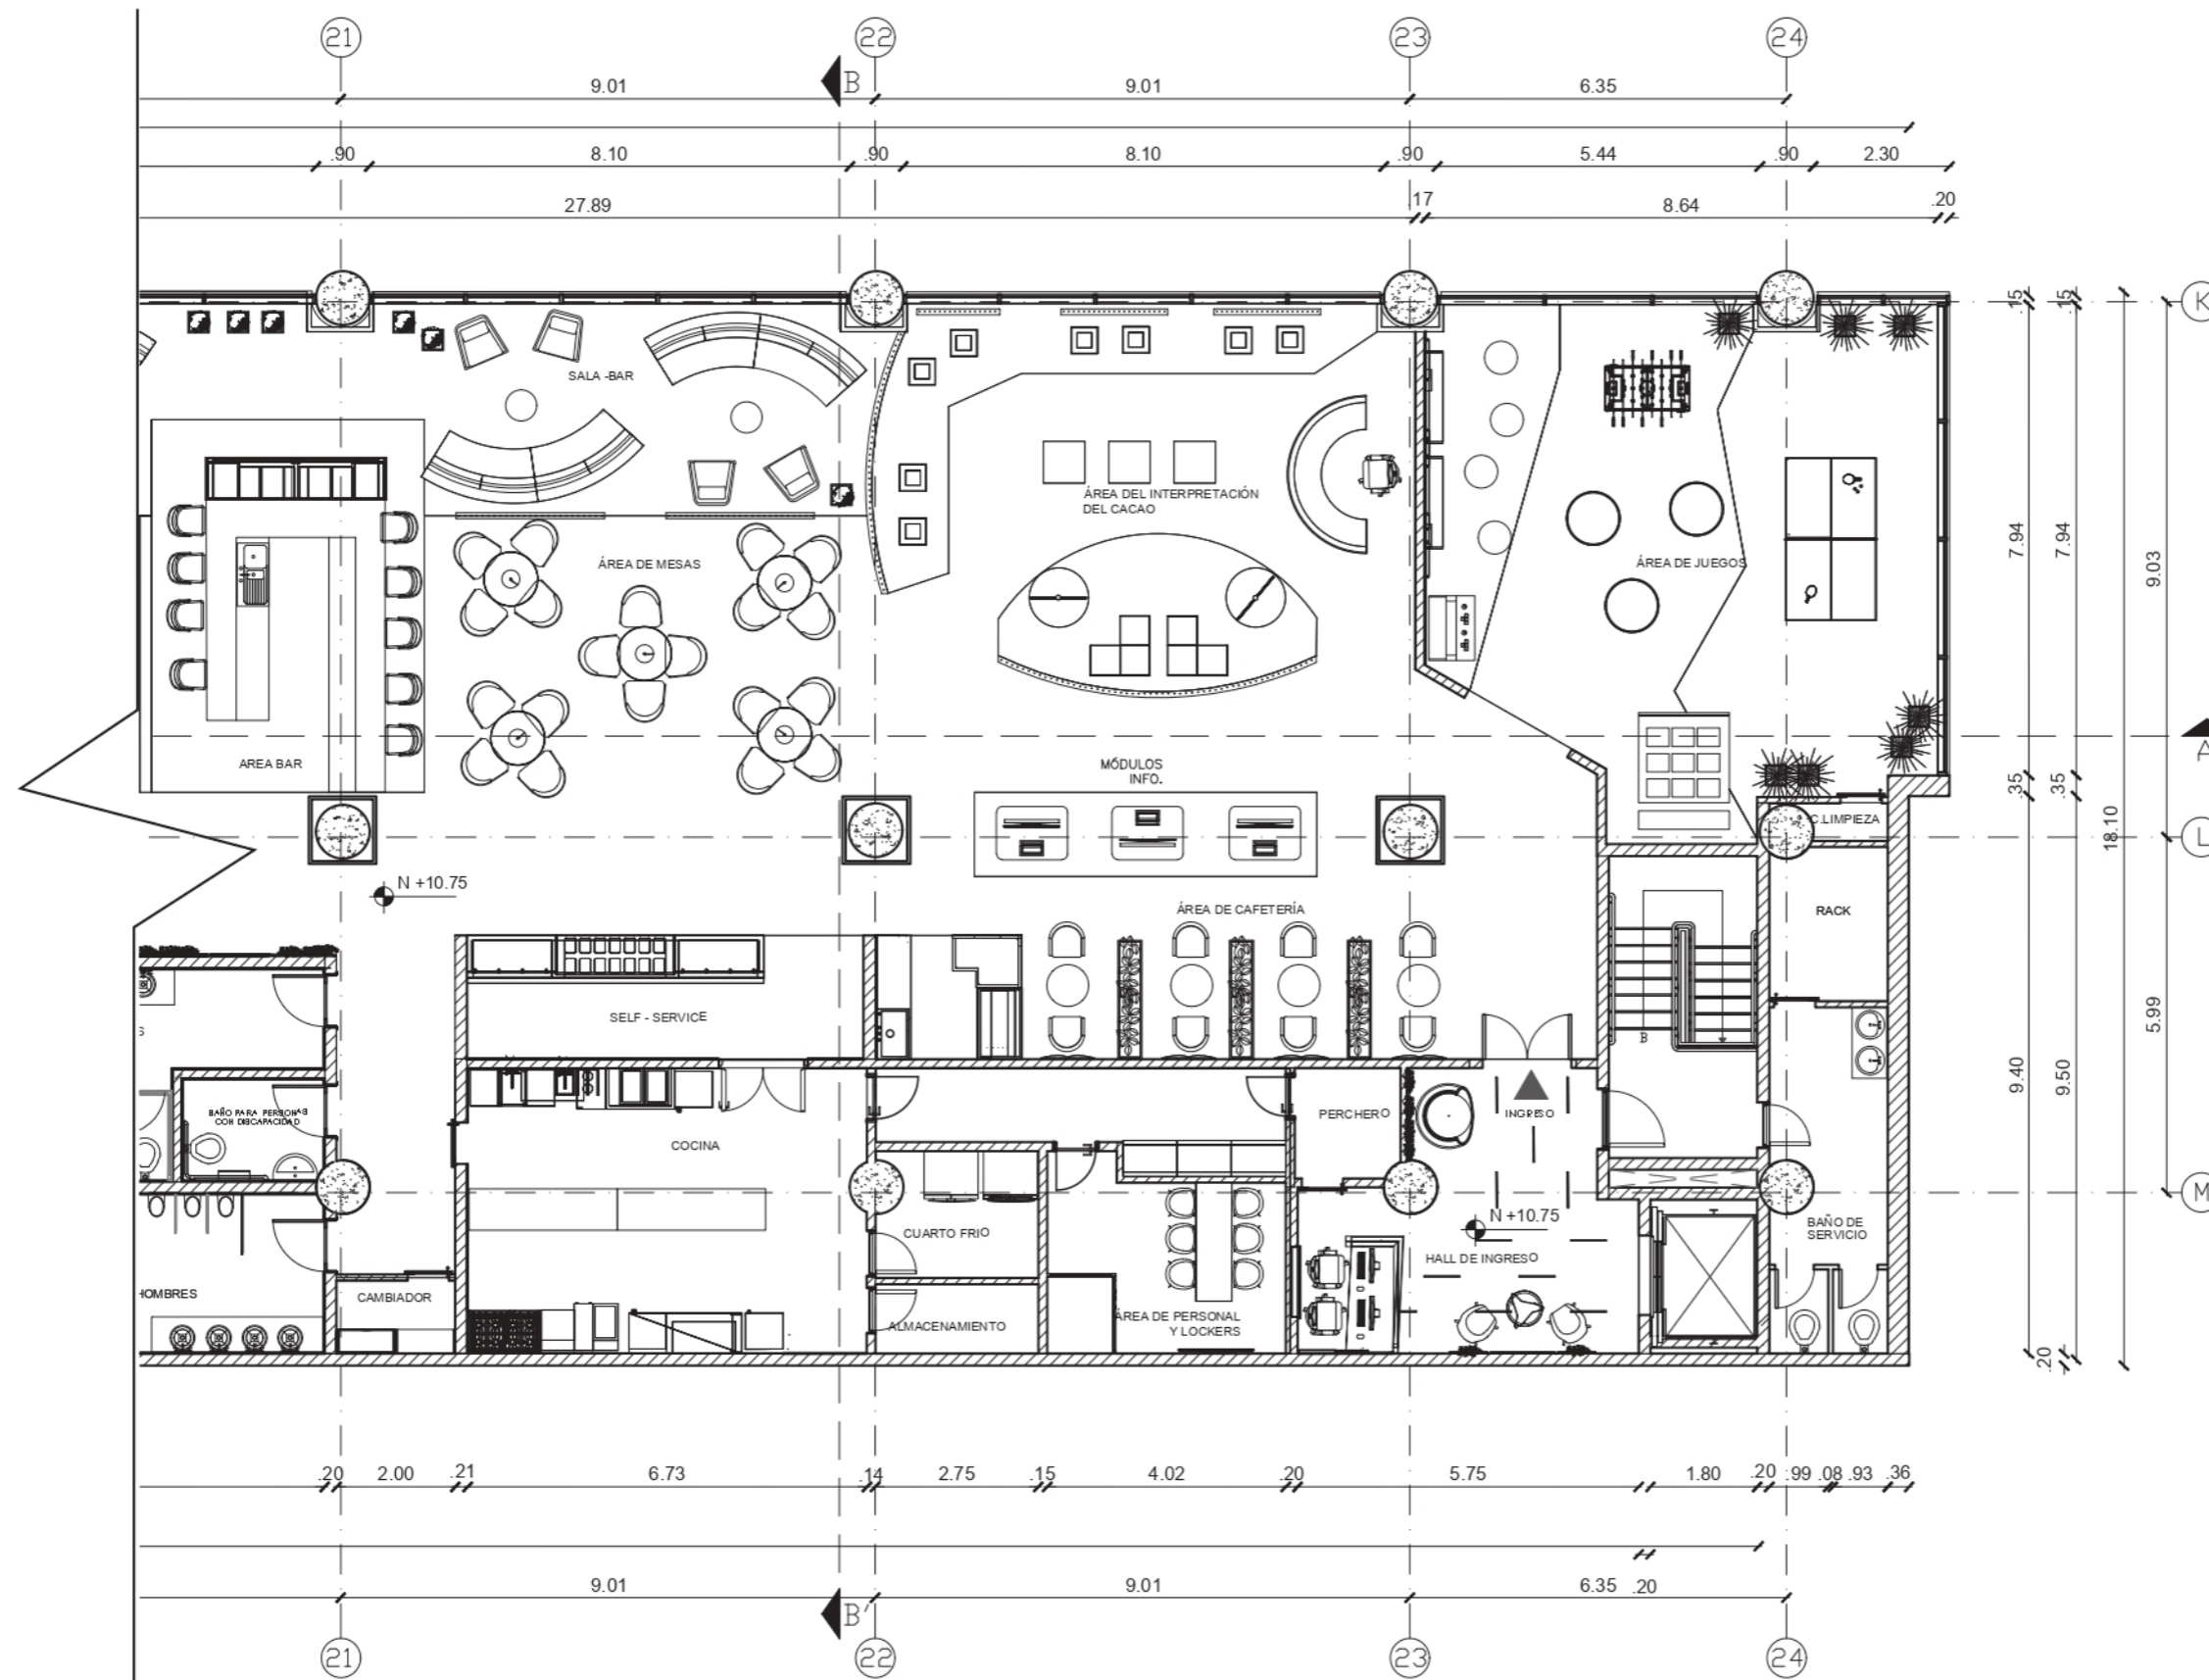 21
22
23
24
B
9.01
9.01
6.35
.90
8.10
.90
8.10
.90
5.44
.90
2.30
27.89
.17
8.64
.20
K
.15
.15
SALA -BAR
ÁREA DEL INTERPRETACIÓN
DEL CACAO
ÁREA DE MESAS
ÁREA DE JUEGOS
7.94
7.94
9.03
AREA BAR
MÓDULOS
INFO.
A
.35
.35
18.10
C.LIMPIEZA
L
N +10.75
ÁREA DE CAFETERÍA
RACK
SELF - SERVICE
S
B
5.99
9.40
9.50
BAÑO PARA PERSONAS
CON DISCAPACIDAD
COCINA
PERCHERO
INGRESO
M
CUARTO FRIO
N +10.75
HALL DE INGRESO
BAÑO DE
SERVICIO
HOMBRES
CAMBIADOR
ALMACENAMIENTO
ÁREA DE PERSONAL
Y LOCKERS
.20
.20
2.00
.21
6.73
.14
2.75
.15
4.02
.20
5.75
1.80
.20
.99
.08
.93
.36
9.01
B'
9.01
6.35
.20
21
22
23
24